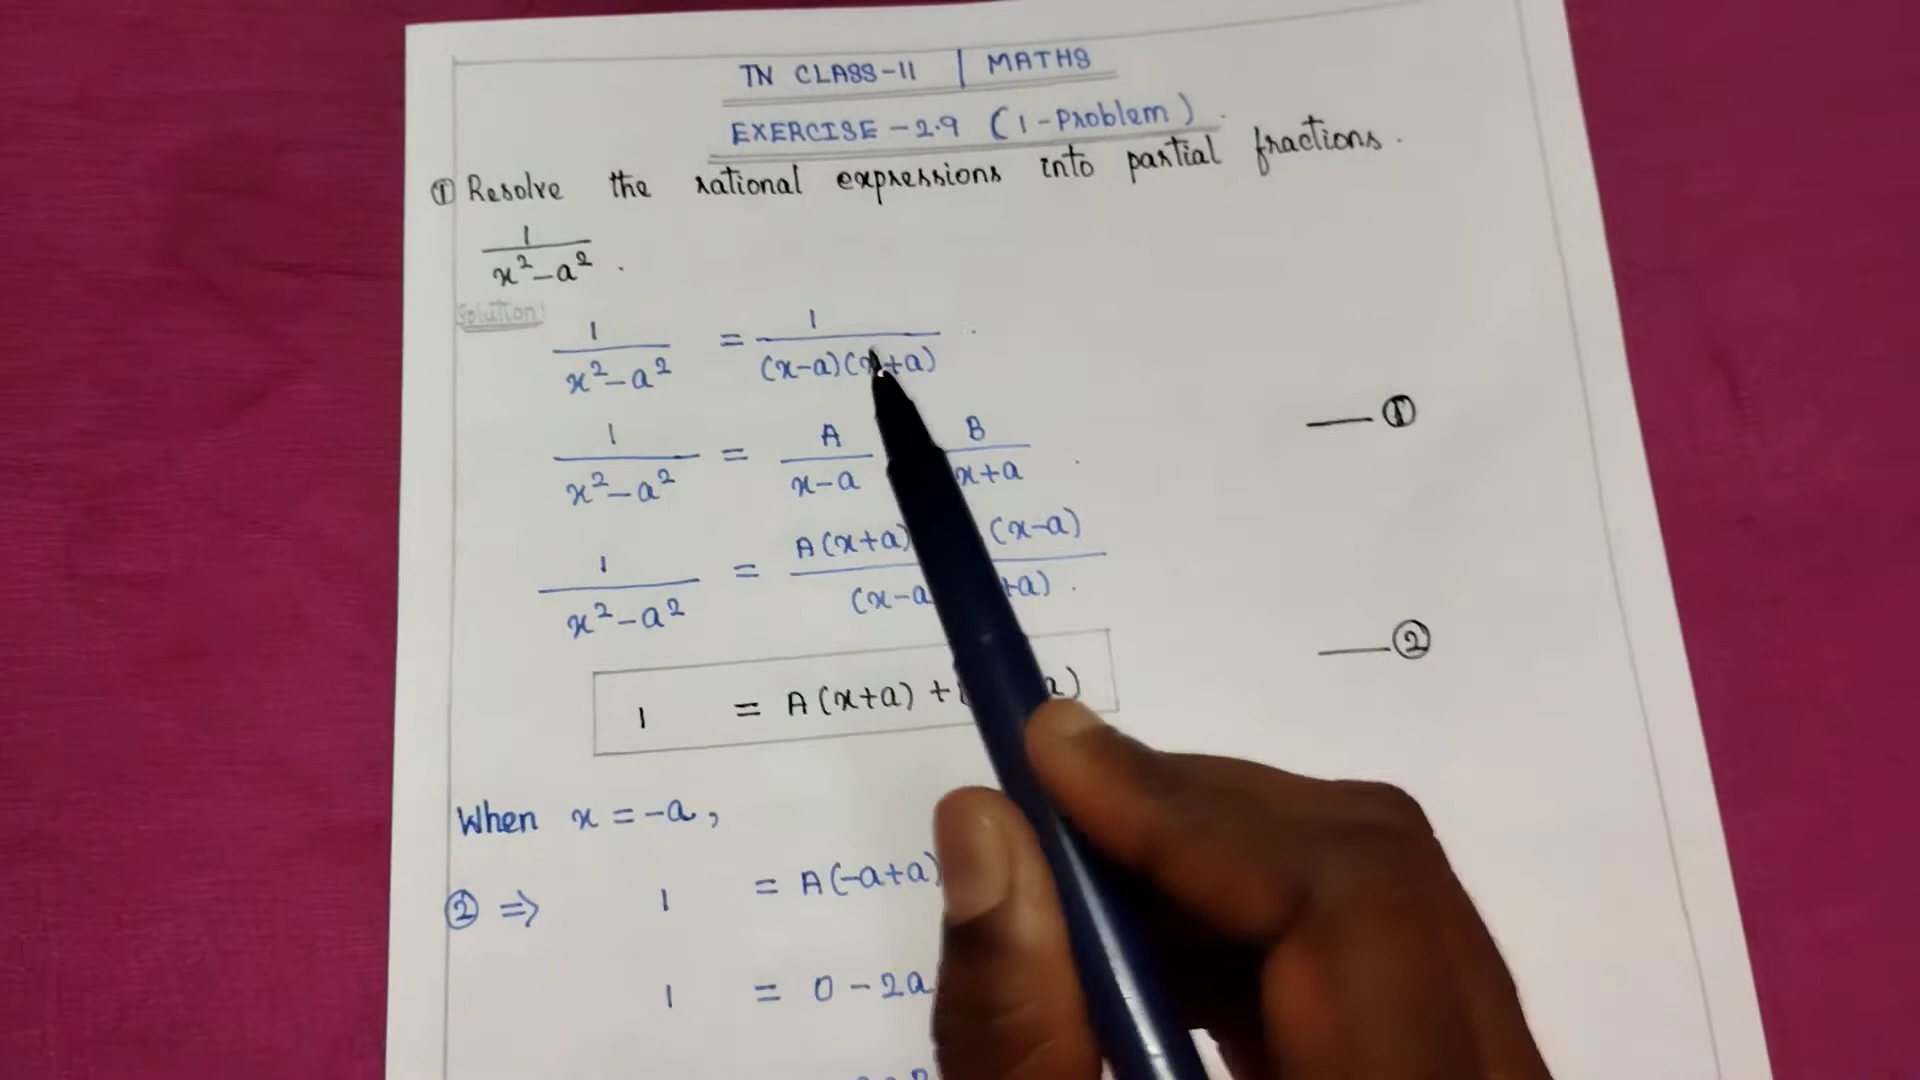 TN CLASS-11 | MATHS
EXERCISE-2.9 (1-Problem).
① Resolve the rational expressions into partial fractions.
1/(x²-a²).
Solution:
1/(x²-a²) = 1/((x-a)(x+a))
1/(x²-a²) = A/(x-a) B/(x+a) —①
1/(x²-a²) = A(x+a) (x-a)/(x-a +a).
1 = A(x+a) + a) —②
When x = -a,
② ⇒ 1 = A(-a+a)
1 = 0 - 2a